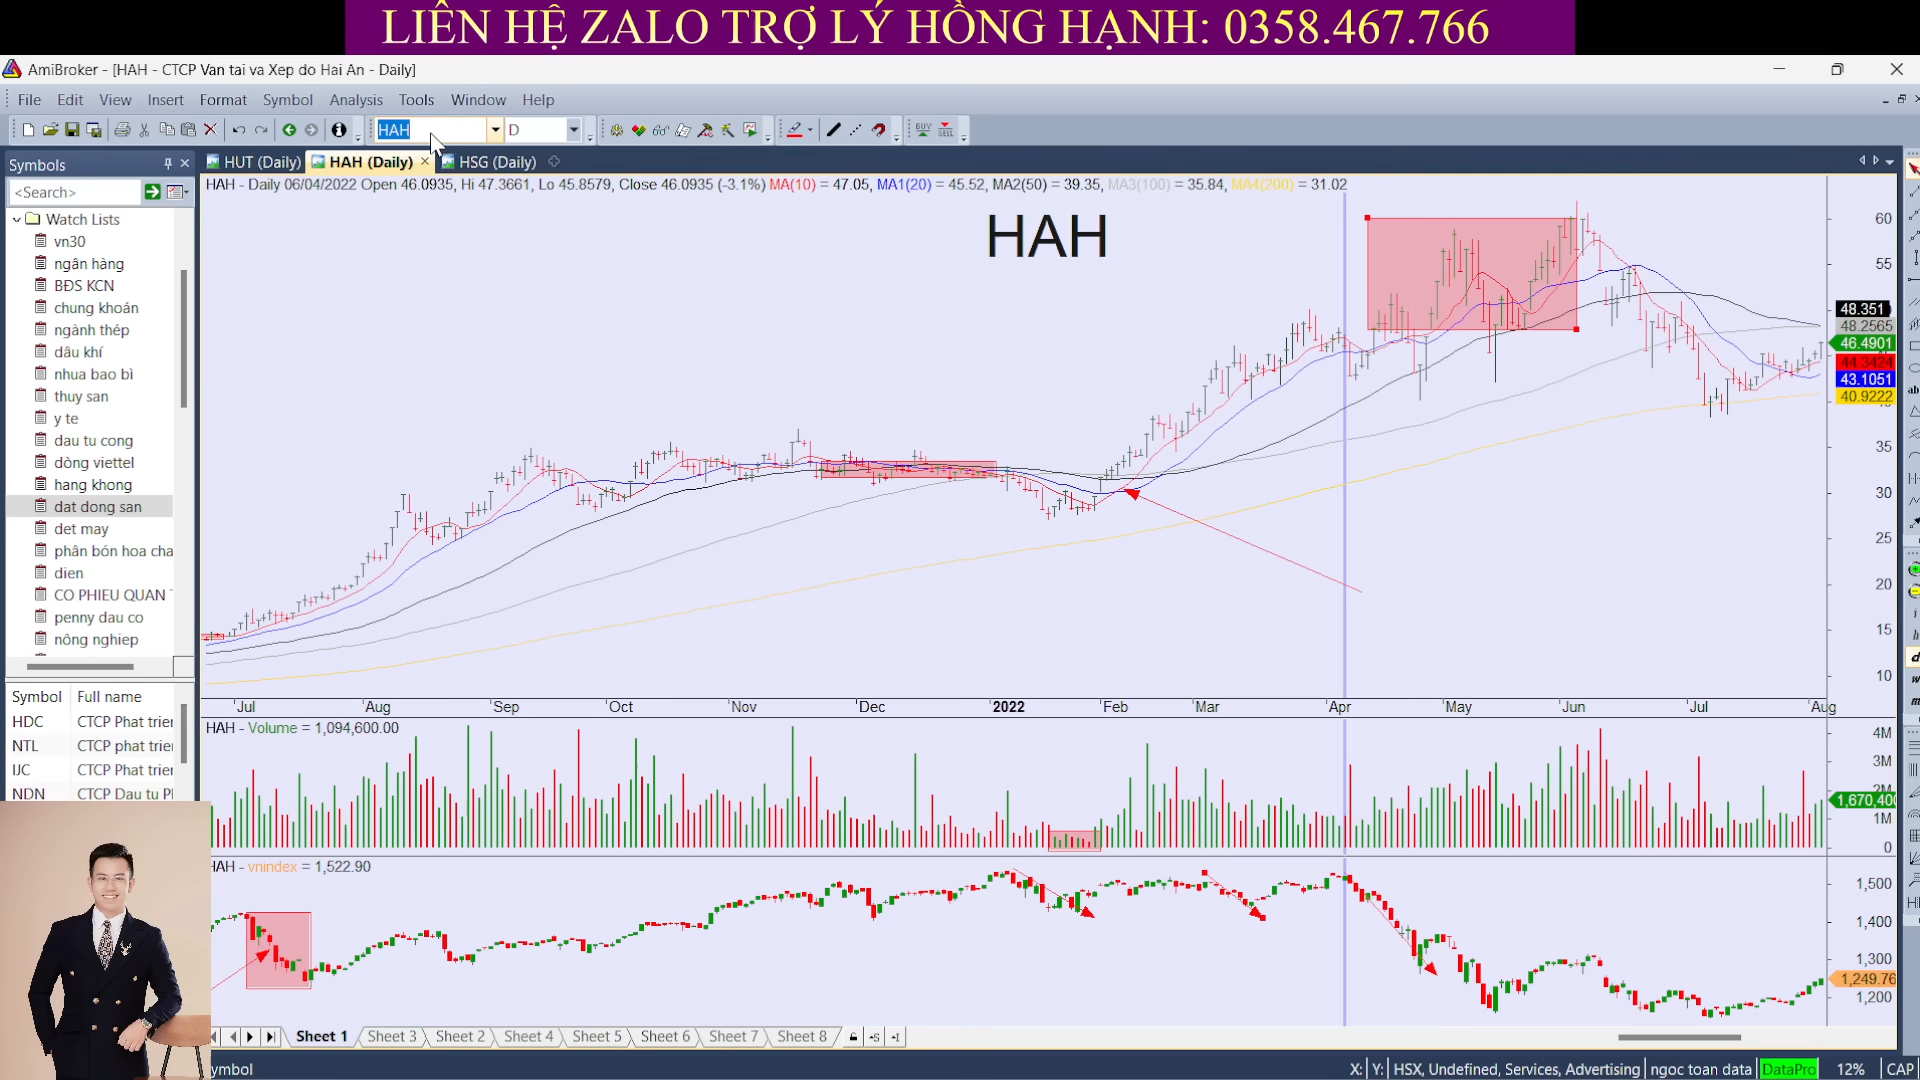 LIÊN HỆ ZALO TRỢ LÝ HỒNG HẠNH: 0358.467.766
AmiBroker - [HAH - CTCP Van tai va Xep do Hai An - Daily]
File Edit View Insert Format Symbol Analysis Tools Window Help
HAH D BUY SELL
Symbols
HUT (Daily) HAH (Daily) HSG (Daily)
<Search>
HAH - Daily 06/04/2022 Open 46.0935, Hi 47.3661, Lo 45.8579, Close 46.0935 (-3.1%) MA(10) = 47.05, MA1(20) = 45.52, MA2(50) = 39.35, MA3(100) = 35.84, MA4(200) = 31.02
HAH
Watch Lists
vn30
ngân hàng
BĐS KCN
chung khoán
ngành thép
dâu khí
nhua bao bì
thuy san
y te
dau tu cong
dòng viettel
hang khong
dat dong san
det may
phân bón hoa cha
dien
CO PHIEU QUAN
penny dau co
nông nghiep
60
55
48.351
48.2565
46.4901
44.3424
43.1051
40.9222
35
30
25
20
15
10
Jul Aug Sep Oct Nov Dec 2022 Feb Mar Apr May Jun Jul Aug
Symbol Full name
HDC CTCP Phat trier
NTL CTCP phat trier
IJC CTCP Phat trier
NDN CTCP Dau tu Pl
HAH - Volume = 1,094,600.00
4M
3M
2M
1,670,400
1M
0
HAH - vnindex = 1,522.90
1,500
1,400
1,300
1,249.76
1,200
Sheet 1 Sheet 3 Sheet 2 Sheet 4 Sheet 5 Sheet 6 Sheet 7 Sheet 8
ymbol
X: Y: HSX, Undefined, Services, Advertising ngoc toan data DataPro 12% CAP